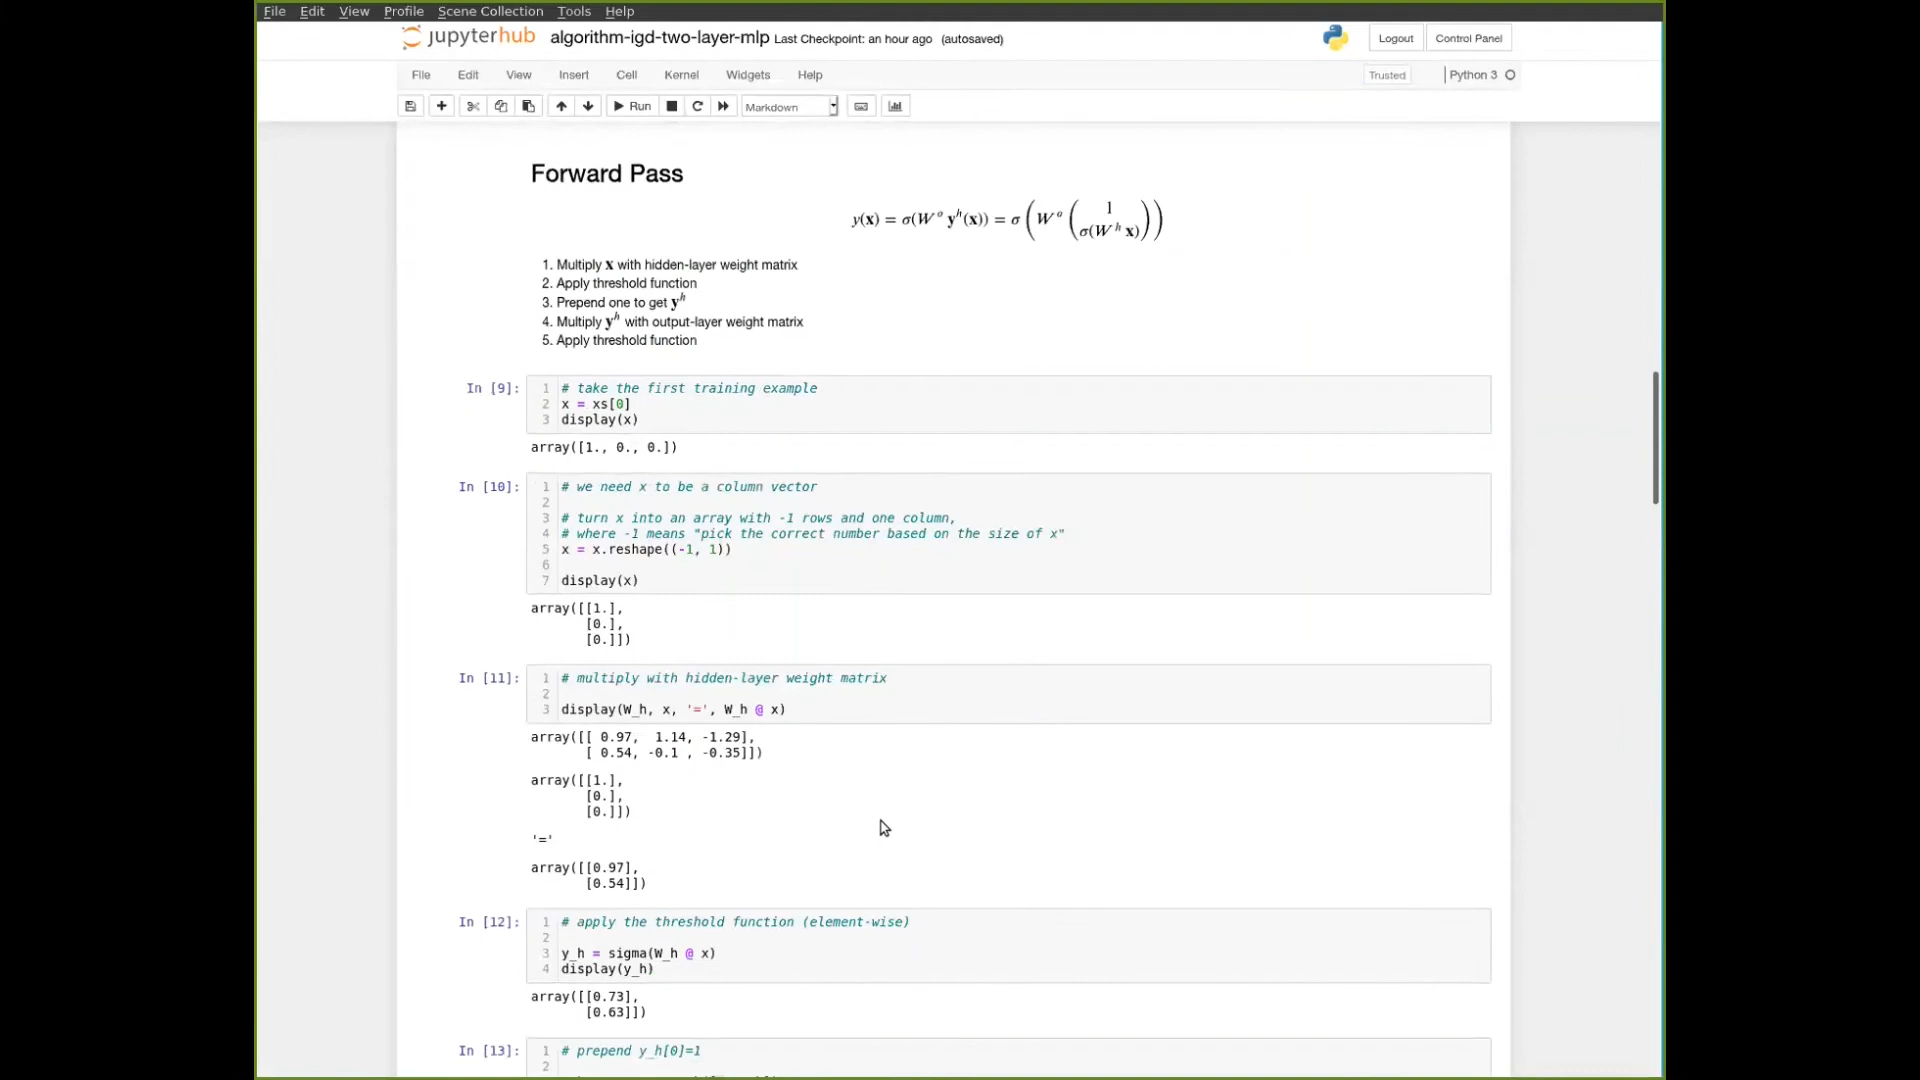 File Edit View Profile Scene Collection Tools Help
jupyterhub algorithm-igd-two-layer-mlp Last Checkpoint: an hour ago (autosaved) Logout Control Panel
File Edit View Insert Cell Kernel Widgets Help Trusted Python 3
Run Markdown
Forward Pass
y(x) = σ(W^o y^h(x)) = σ (W^o (1 σ(W^h x)))
1. Multiply x with hidden-layer weight matrix
2. Apply threshold function
3. Prepend one to get y^h
4. Multiply y^h with output-layer weight matrix
5. Apply threshold function
In [9]: 1 # take the first training example
2 x = xs[0]
3 display(x)
array([1., 0., 0.])
In [10]: 1 # we need x to be a column vector
2
3 # turn x into an array with -1 rows and one column,
4 # where -1 means "pick the correct number based on the size of x"
5 x = x.reshape((-1, 1))
6
7 display(x)
array([[1.],
[0.],
[0.]])
In [11]: 1 # multiply with hidden-layer weight matrix
2
3 display(W_h, x, '=', W_h @ x)
array([[ 0.97,  1.14, -1.29],
[ 0.54, -0.1 , -0.35]])
array([[1.],
[0.],
[0.]])
'='
array([[0.97],
[0.54]])
In [12]: 1 # apply the threshold function (element-wise)
2
3 y_h = sigma(W_h @ x)
4 display(y_h)
array([[0.73],
[0.63]])
In [13]: 1 # prepend y_h[0]=1
2